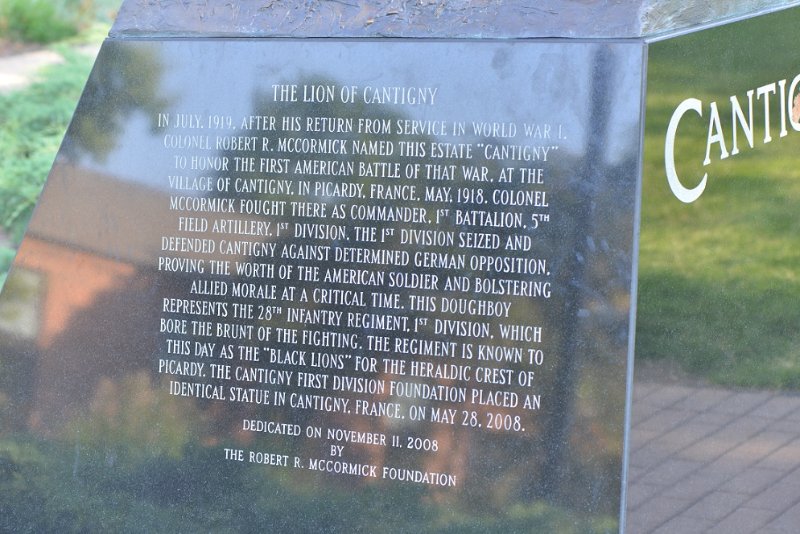 THE LION OF CANTIGNY
IN JULY, 1919, AFTER HIS RETURN FROM SERVICE IN WORLD WAR I,
COLONEL ROBERT R. MCCORMICK NAMED THIS ESTATE "CANTIGNY"
TO HONOR THE FIRST AMERICAN BATTLE OF THAT WAR, AT THE
VILLAGE OF CANTIGNY, IN PICARDY, FRANCE, MAY, 1918. COLONEL
MCCORMICK FOUGHT THERE AS COMMANDER, 1ST BATTALION, 5TH
FIELD ARTILLERY, 1ST DIVISION. THE 1ST DIVISION SEIZED AND
DEFENDED CANTIGNY AGAINST DETERMINED GERMAN OPPOSITION,
PROVING THE WORTH OF THE AMERICAN SOLDIER AND BOLSTERING
ALLIED MORALE AT A CRITICAL TIME. THIS DOUGHBOY
REPRESENTS THE 28TH INFANTRY REGIMENT, 1ST DIVISION, WHICH
BORE THE BRUNT OF THE FIGHTING. THE REGIMENT IS KNOWN TO
THIS DAY AS THE "BLACK LIONS" FOR THE HERALDIC CREST OF
PICARDY. THE CANTIGNY FIRST DIVISION FOUNDATION PLACED AN
IDENTICAL STATUE IN CANTIGNY, FRANCE, ON MAY 28, 2008.
DEDICATED ON NOVEMBER 11, 2008
BY
THE ROBERT R. MCCORMICK FOUNDATION